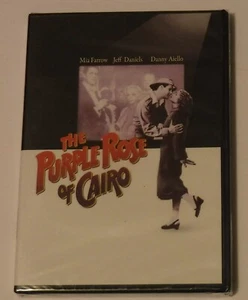 Mia Farrow Jeff Daniels Danny Aiello
THE
PURPLE ROSE
OF CAIRO